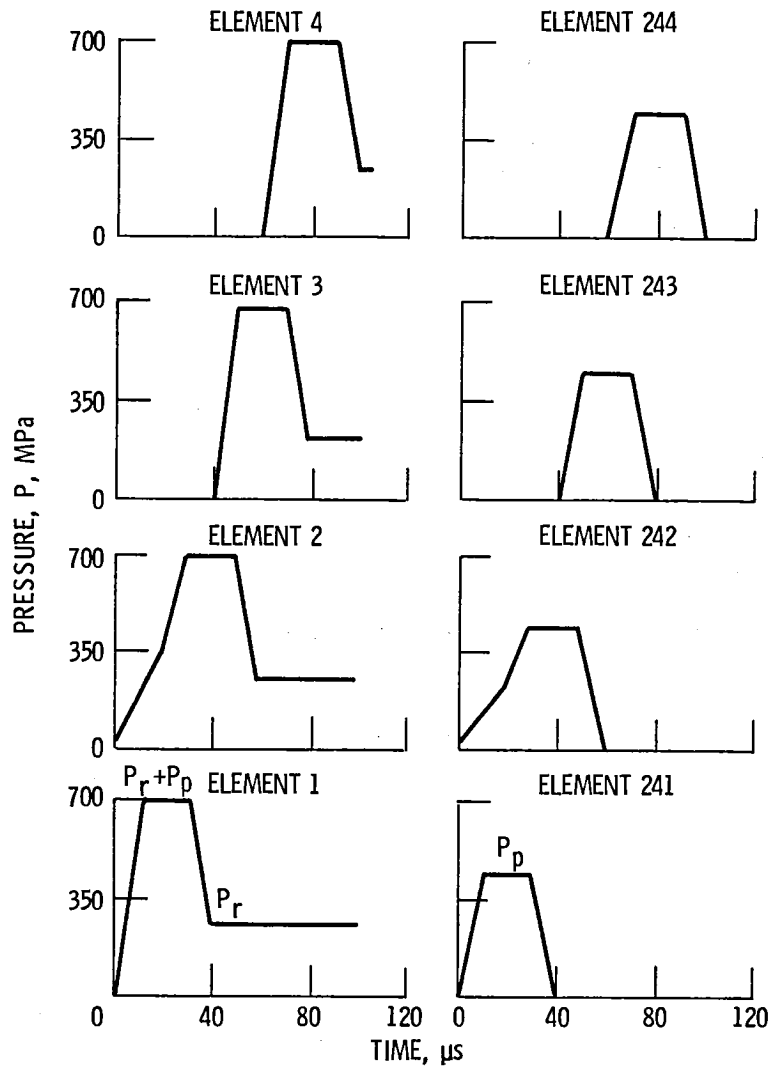 ELEMENT 4
ELEMENT 244
700
350
0
ELEMENT 3
ELEMENT 243
700
350
0
PRESSURE, P, MPa
ELEMENT 2
ELEMENT 242
700
350
0
Pr+Pp ELEMENT 1
ELEMENT 241
700
350
Pr
Pp
0 40 80 120 0 40 80 120
TIME, μs